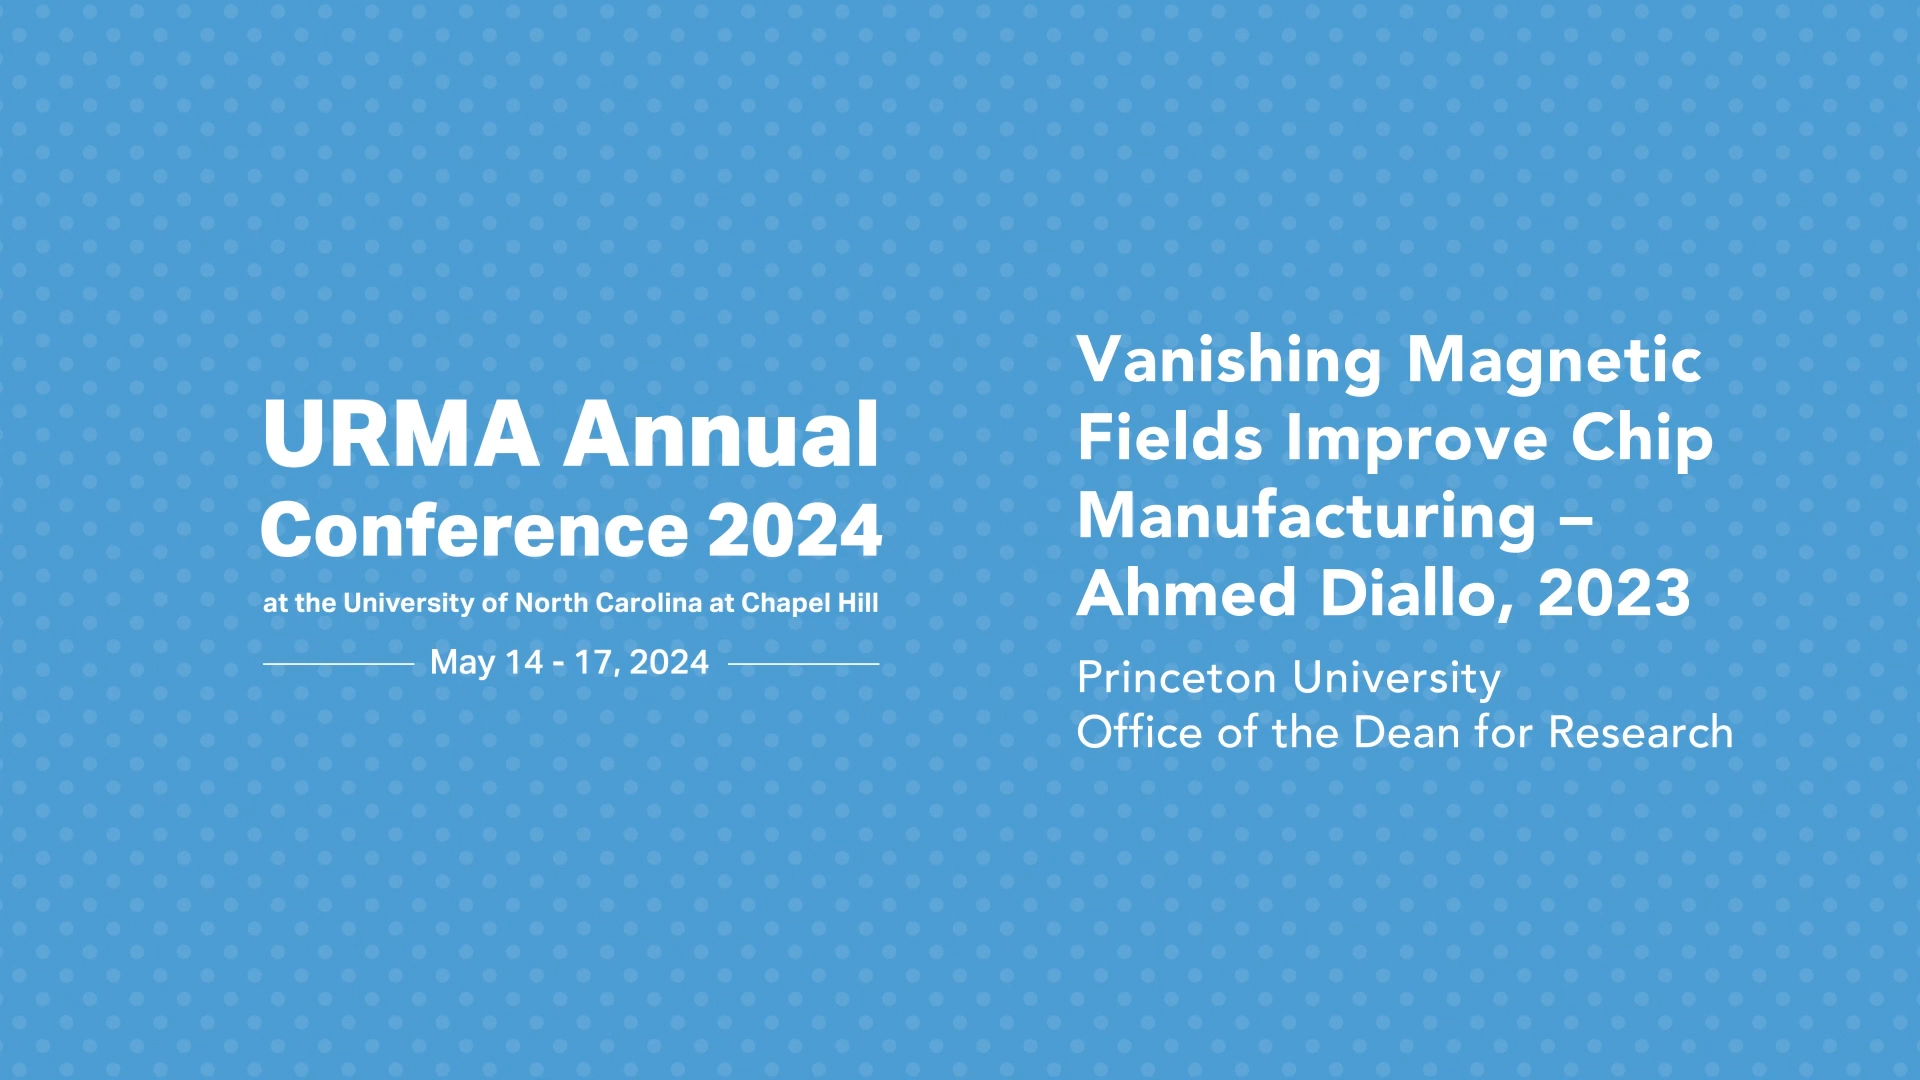 URMA Annual
Conference 2024
at the University of North Carolina at Chapel Hill
May 14 - 17, 2024
Vanishing Magnetic
Fields Improve Chip
Manufacturing –
Ahmed Diallo, 2023
Princeton University
Office of the Dean for Research